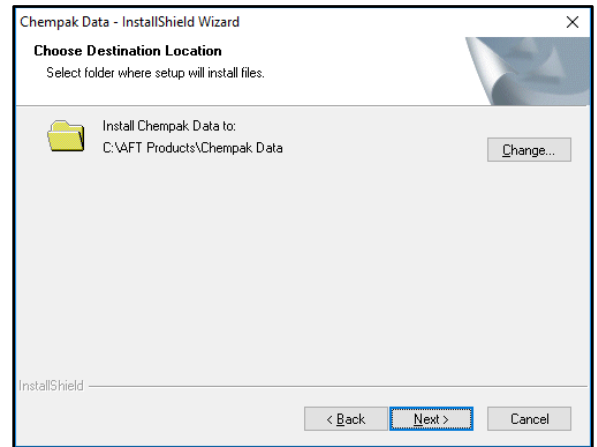 Chempak Data - InstallShield Wizard
Choose Destination Location
Select folder where setup will install files.
Install Chempak Data to:
C:\AFT Products\Chempak Data
Change...
InstallShield
< Back
Next >
Cancel